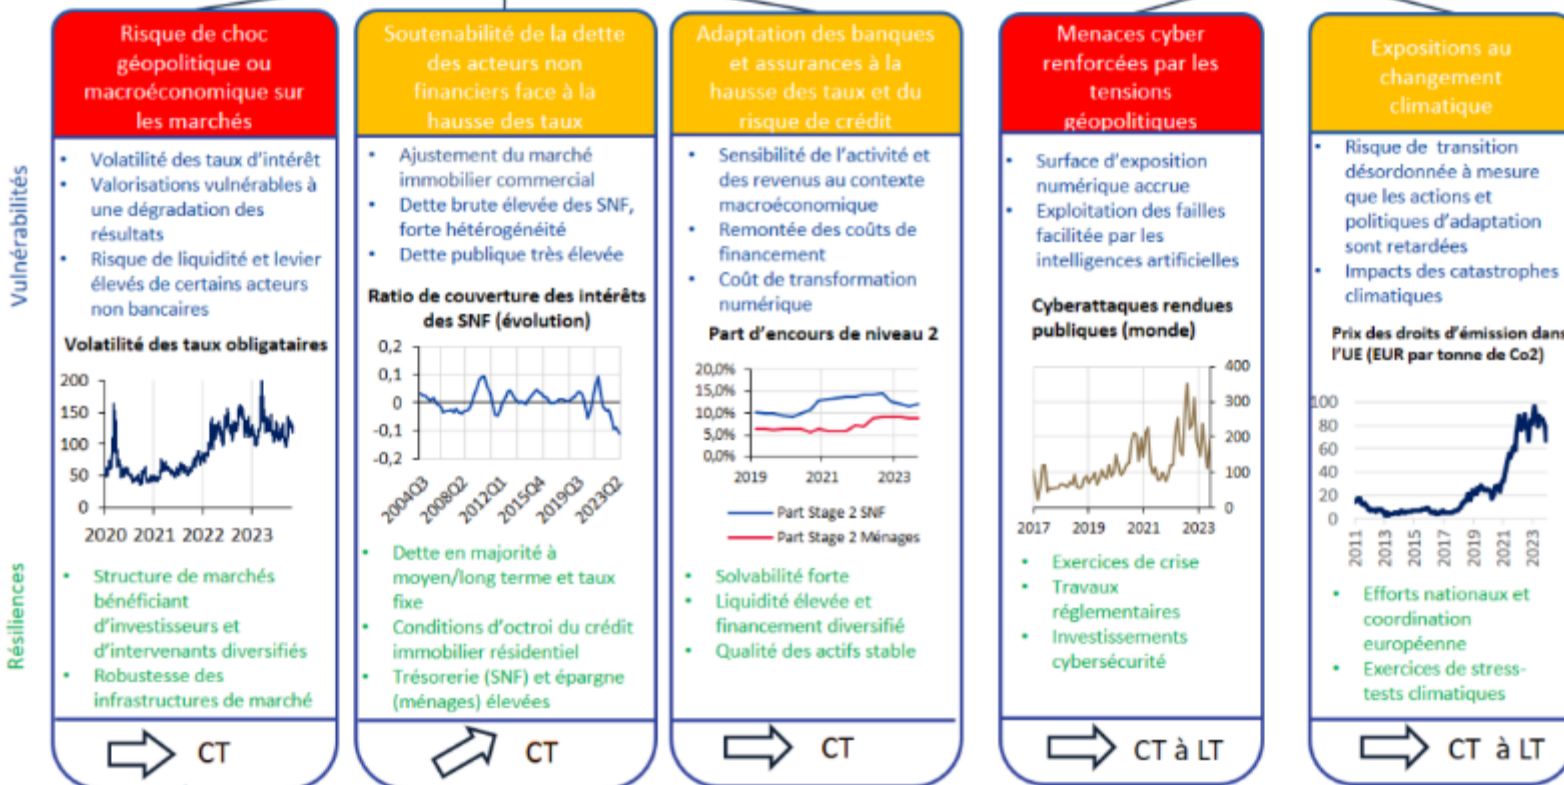 Vulnérabilités
Résiliences
Risque de choc
géopolitique ou
macroéconomique sur
les marchés
• Volatilité des taux d'intérêt
• Valorisations vulnérables à
une dégradation des
résultats
• Risque de liquidité et levier
élevés de certains acteurs
non bancaires
Volatilité des taux obligataires
200
150
100
50
0
2020 2021 2022 2023
• Structure de marchés
bénéficiant
d'investisseurs et
d'intervenants diversifiés
• Robustesse des
infrastructures de marché
CT
Soutenabilité de la dette
des acteurs non
financiers face à la
hausse des taux
• Ajustement du marché
immobilier commercial
• Dette brute élevée des SNF,
forte hétérogénéité
• Dette publique très élevée
Ratio de couverture des intérêts
des SNF (évolution)
0,2
0,1
0
-0,1
-0,2
2004Q3 2008Q2 2012Q1 2015Q4 2019Q3 2023Q2
• Dette en majorité à
moyen/long terme et taux
fixe
• Conditions d'octroi du crédit
immobilier résidentiel
• Trésorerie (SNF) et épargne
(ménages) élevées
CT
Adaptation des banques
et assurances à la
hausse des taux et du
risque de crédit
• Sensibilité de l'activité et
des revenus au contexte
macroéconomique
• Remontée des coûts de
financement
• Coût de transformation
numérique
Part d'encours de niveau 2
20,0%
15,0%
10,0%
5,0%
0,0%
2019 2021 2023
Part Stage 2 SNF
Part Stage 2 Ménages
• Solvabilité forte
• Liquidité élevée et
financement diversifié
• Qualité des actifs stable
CT
Menaces cyber
renforcées par les
tensions
géopolitiques
• Surface d'exposition
numérique accrue
• Exploitation des failles
facilitée par les
intelligences artificielles
Cyberattaques rendues
publiques (monde)
400
300
200
100
0
2017 2019 2021 2023
• Exercices de crise
• Travaux
réglementaires
• Investissements
cybersécurité
CT à LT
Expositions au
changement
climatique
• Risque de transition
désordonnée à mesure
que les actions et
politiques d'adaptation
sont retardées
• Impacts des catastrophes
climatiques
Prix des droits d'émission dans
l'UE (EUR par tonne de Co2)
100
80
60
40
20
0
2011 2013 2015 2017 2019 2021 2023
• Efforts nationaux et
coordination
européenne
• Exercices de stress-
tests climatiques
CT à LT